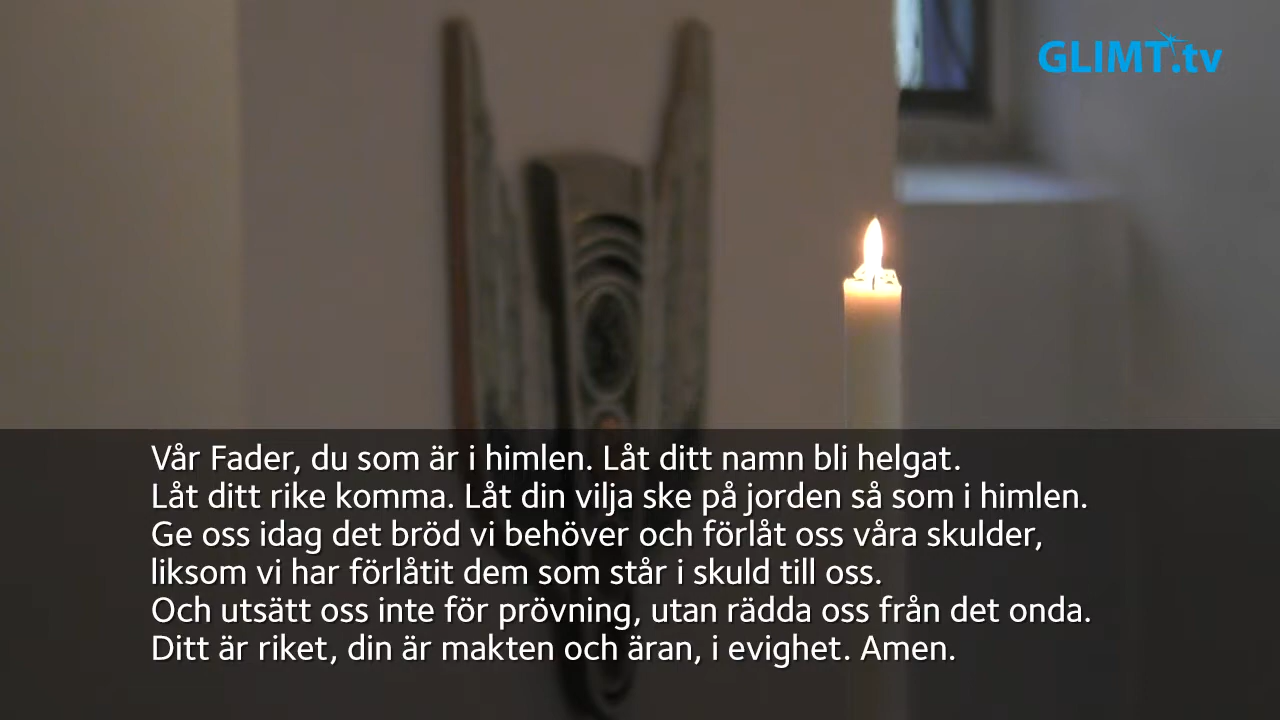 GLIMT.tv
Vår Fader, du som är i himlen. Låt ditt namn bli helgat.
Låt ditt rike komma. Låt din vilja ske på jorden så som i himlen.
Ge oss idag det bröd vi behöver och förlåt oss våra skulder,
liksom vi har förlåtit dem som står i skuld till oss.
Och utsätt oss inte för prövning, utan rädda oss från det onda.
Ditt är riket, din är makten och äran, i evighet. Amen.